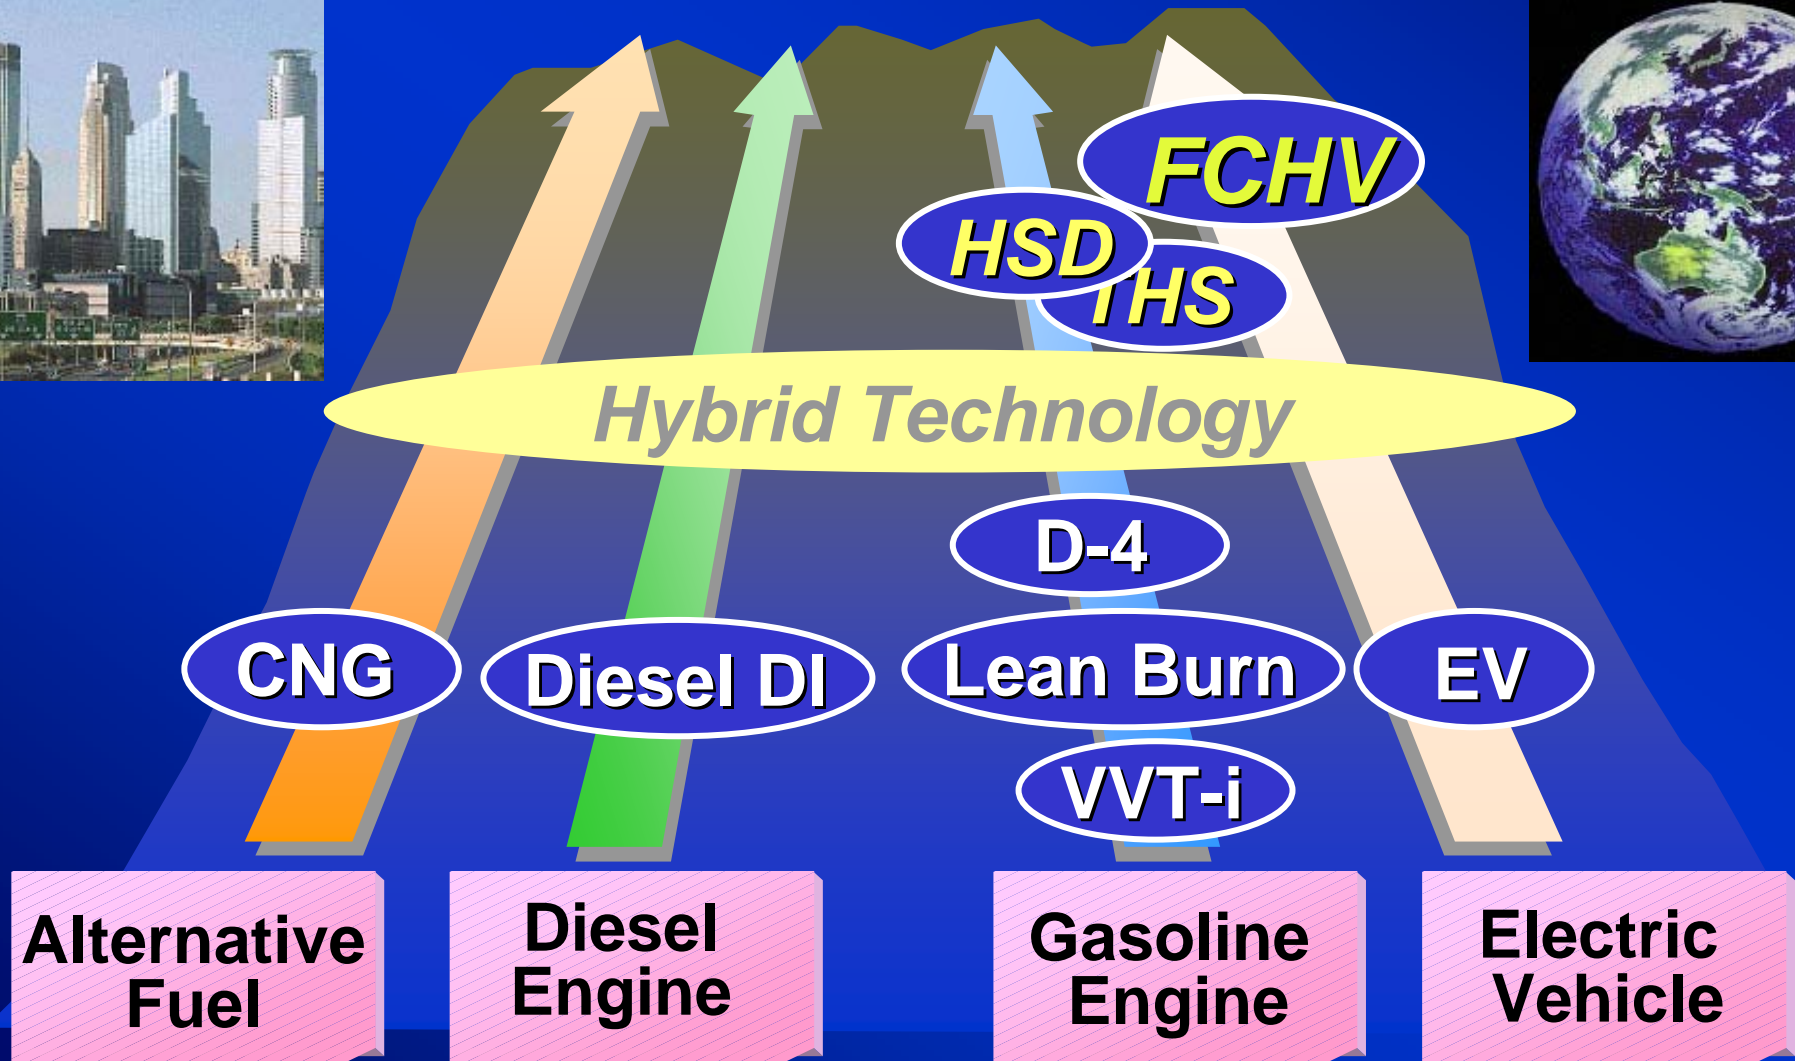 FCHV
HSD
THS
Hybrid Technology
D-4
CNG
Diesel DI
Lean Burn
EV
VVT-i
Alternative
Fuel
Diesel
Engine
Gasoline
Engine
Electric
Vehicle